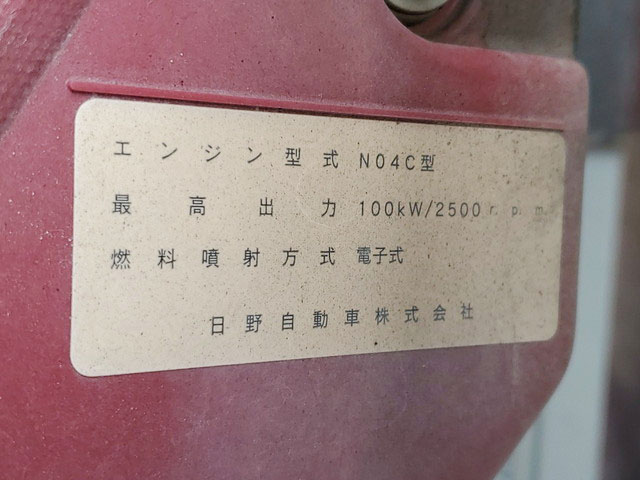 エンジン型式 N04C型
最高出力 100kW/2500r.p.m
燃料噴射方式 電子式
日野自動車株式会社